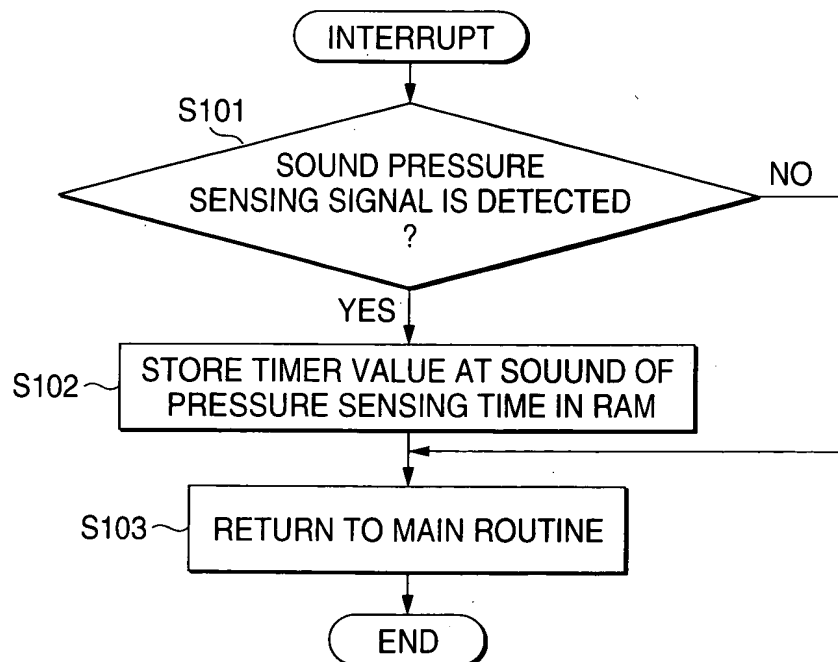 INTERRUPT
S101
SOUND PRESSURE
SENSING SIGNAL IS DETECTED
?
NO
YES
S102
STORE TIMER VALUE AT SOUUND OF
PRESSURE SENSING TIME IN RAM
S103
RETURN TO MAIN ROUTINE
END